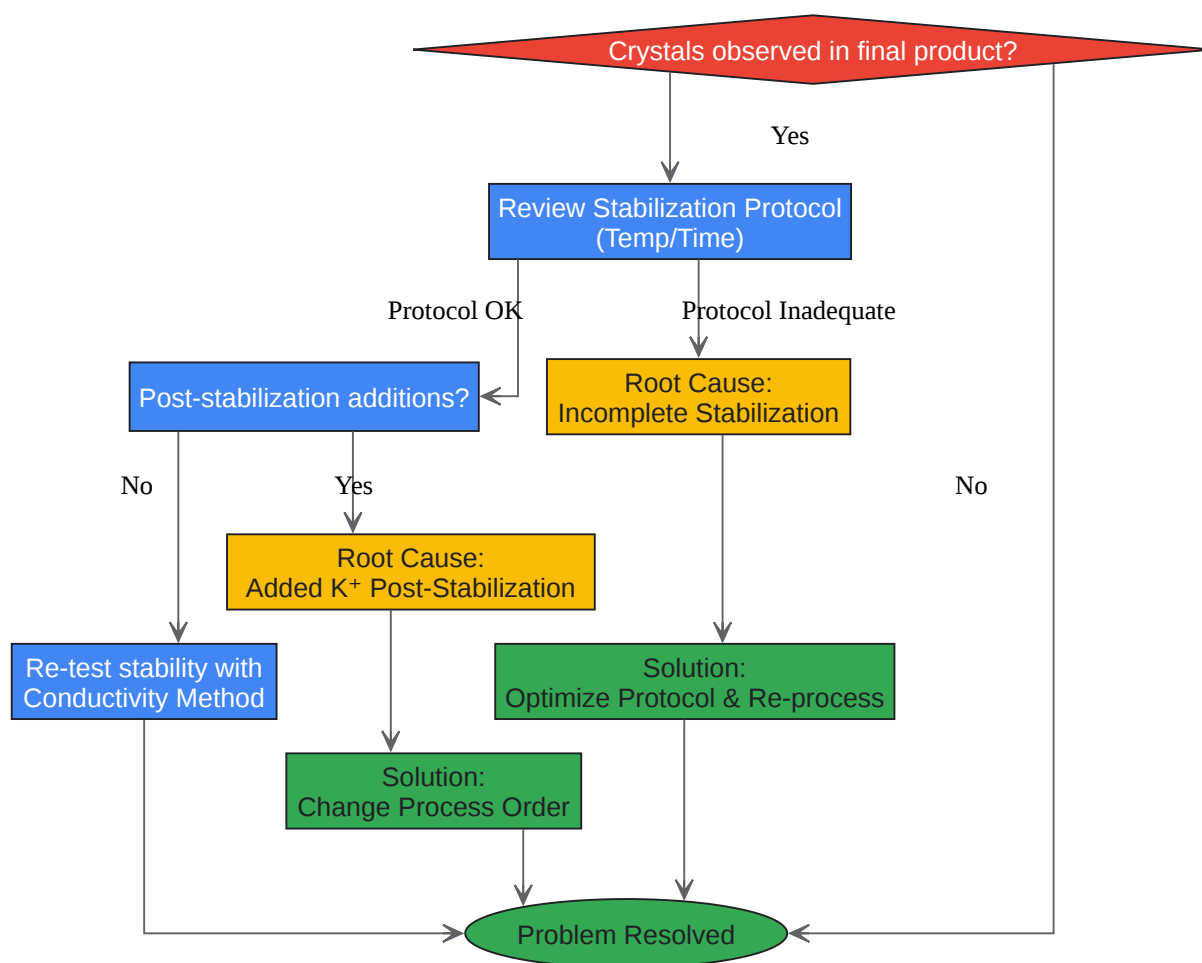 Crystals observed in final product?
Yes
Review Stabilization Protocol
(Temp/Time)
Protocol OK
Protocol Inadequate
Post-stabilization additions?
Root Cause:
Incomplete Stabilization
No
Yes
No
Root Cause:
Added K⁺ Post-Stabilization
Re-test stability with
Conductivity Method
Solution:
Optimize Protocol & Re-process
Solution:
Change Process Order
Problem Resolved